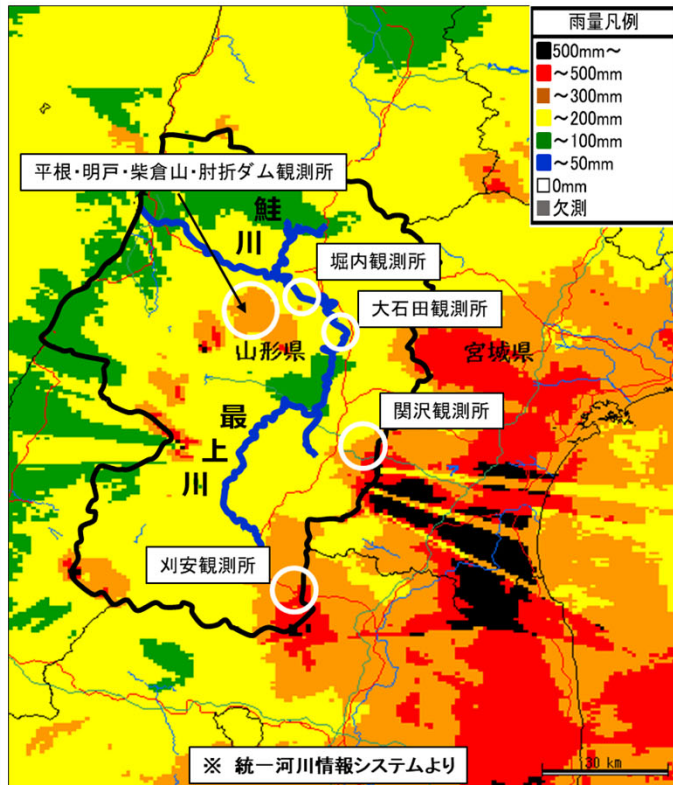 雨量凡例
500mm～
～500mm
～300mm
～200mm
～100mm
～50mm
0mm
欠測
平根・明戸・柴倉山・肘折ダム観測所
鮭
川
堀内観測所
大石田観測所
山形県
宮城県
関沢観測所
最
上
川
刈安観測所
※ 統一河川情報システムより
30 km